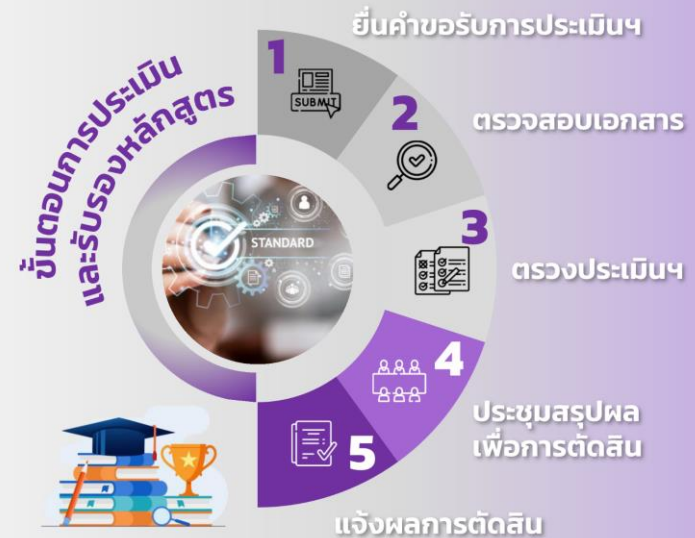 ขั้นตอนการประเมิน
และรับรองหลักสูตร
1
SUBMIT
ยื่นคำขอรับการประเมินฯ
2
ตรวจสอบเอกสาร
3
ตรวงประเมินฯ
STANDARD
4
ประชุมสรุปผล
เพื่อการตัดสิน
5
แจ้งผลการตัดสิน